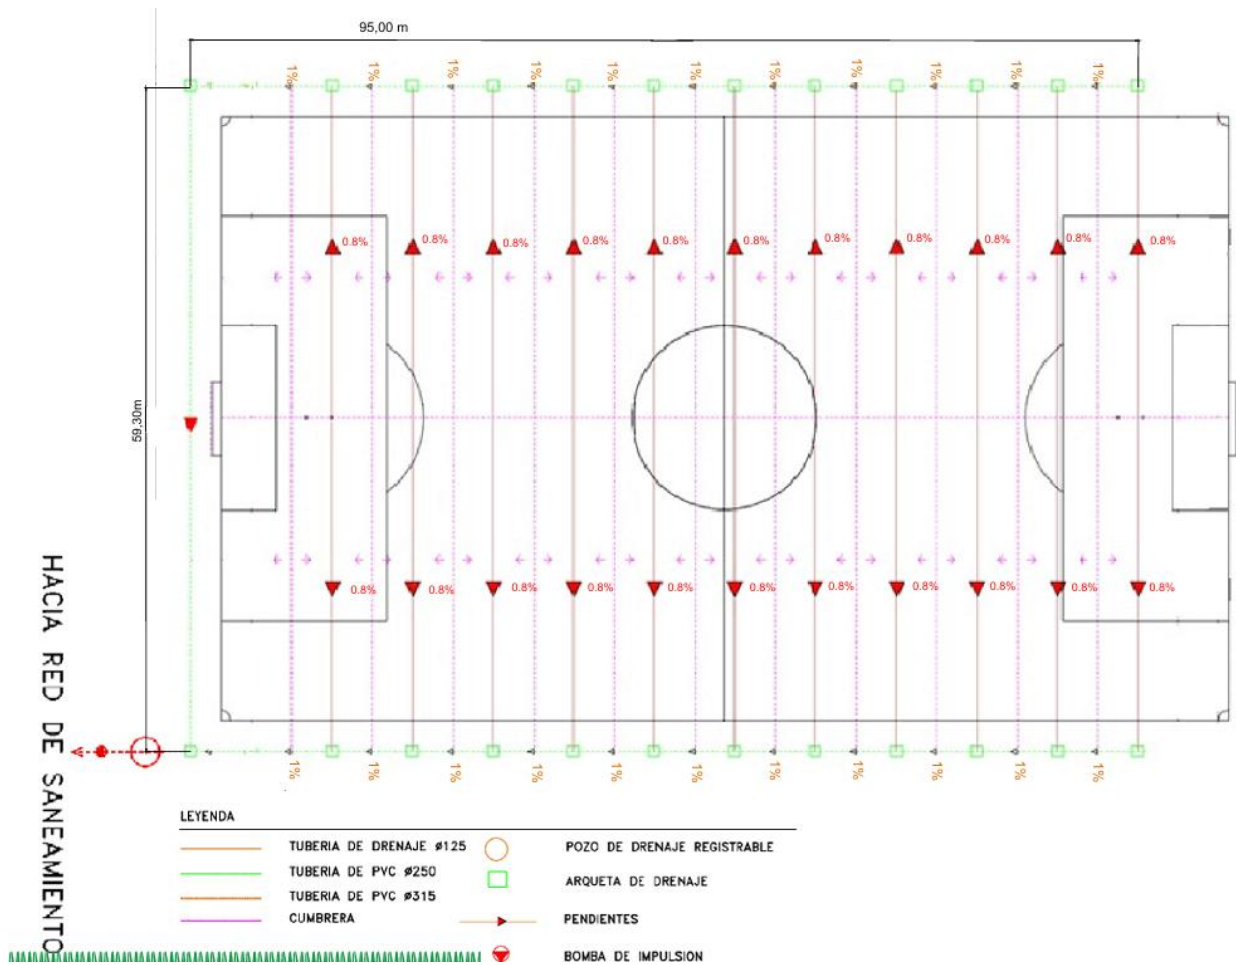 95,00 m
1% 1% 1% 1% 1% 1% 1% 1% 1% 1% 1%
0.8% 0.8% 0.8% 0.8% 0.8% 0.8% 0.8% 0.8% 0.8% 0.8% 0.8%
59,30m
0.8% 0.8% 0.8% 0.8% 0.8% 0.8% 0.8% 0.8% 0.8% 0.8% 0.8%
1% 1% 1% 1% 1% 1% 1% 1% 1% 1% 1%
HACIA RED DE SANEAMIENTO
LEYENDA
TUBERIA DE DRENAJE ø125
TUBERIA DE PVC ø250
TUBERIA DE PVC ø315
CUMBRERA
POZO DE DRENAJE REGISTRABLE
ARQUETA DE DRENAJE
PENDIENTES
BOMBA DE IMPULSION